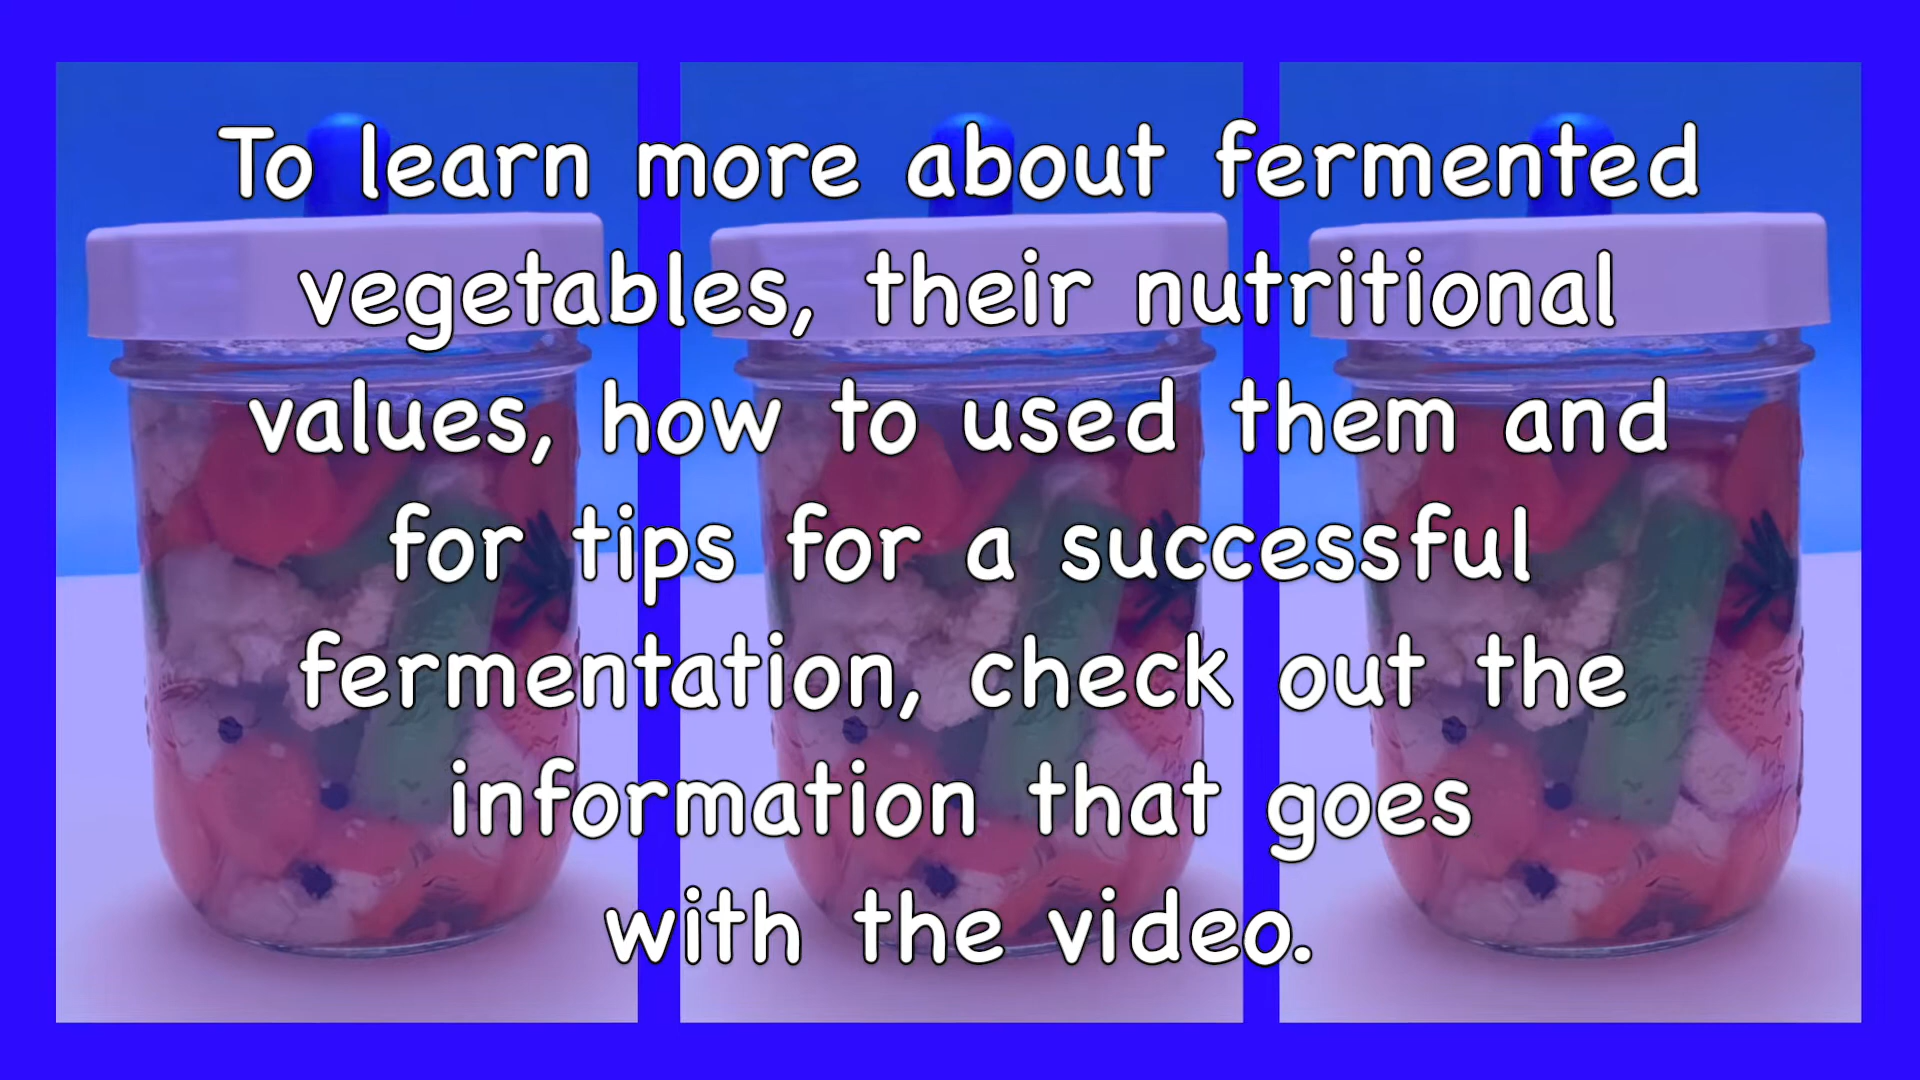 To learn more about fermented
vegetables, their nutritional
values, how to used them and
for tips for a successful
fermentation, check out the
information that goes
with the video.